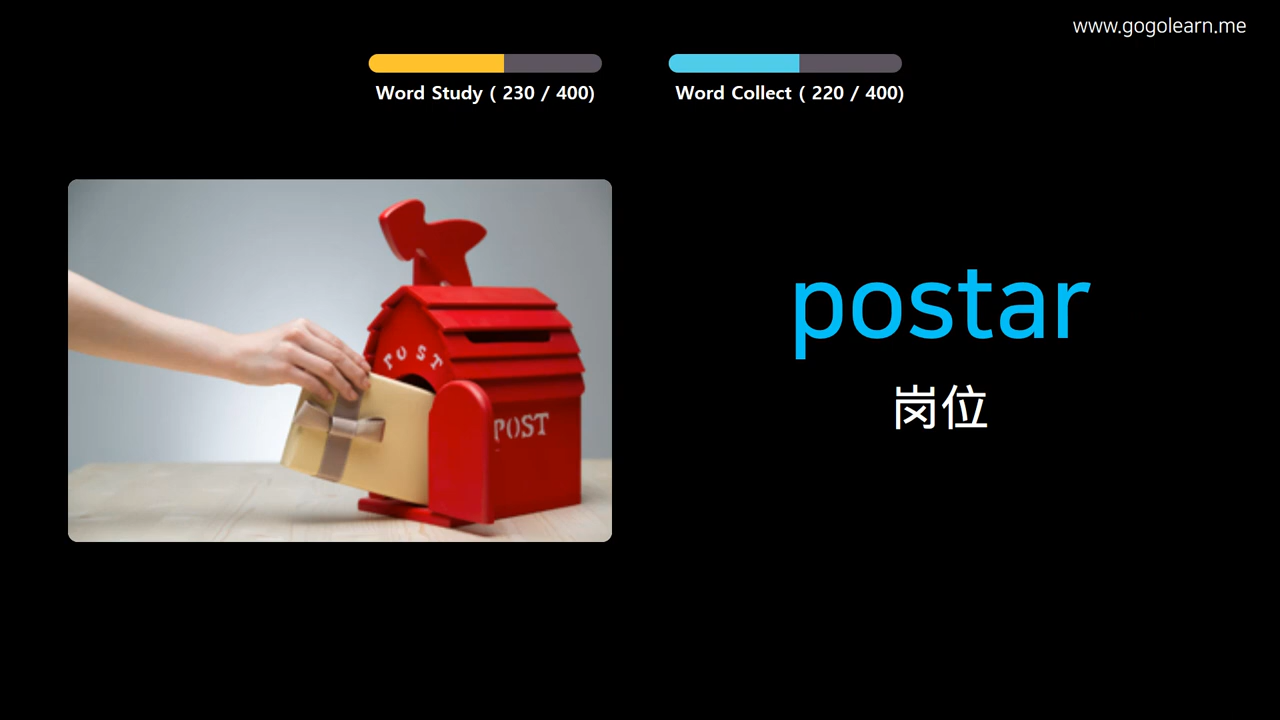 www.gogolearn.me
Word Study ( 230 / 400)
Word Collect ( 220 / 400)
POST
POST
postar
岗位